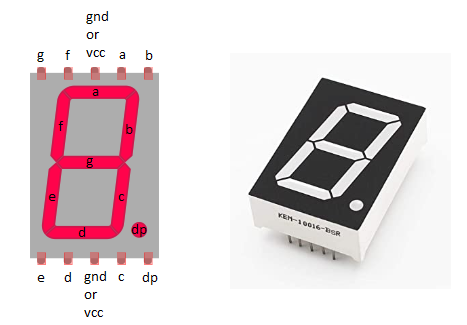 gnd
or
vcc
g f a b
a
f b
g
e c
d dp
e d gnd c dp
or
vcc
KEM-10016-BSR